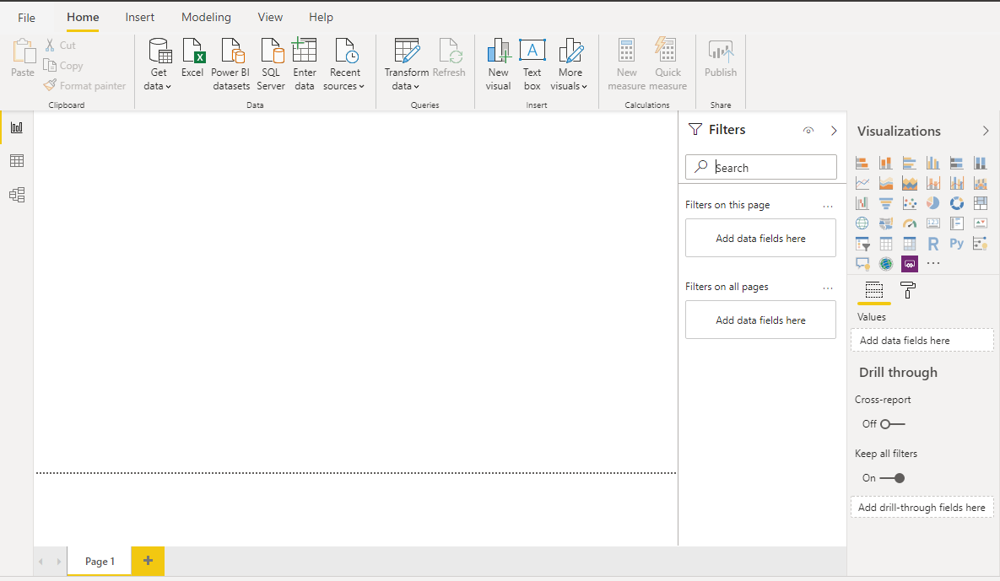 File Home Insert Modeling View Help
Paste
Cut
Copy
Format painter
Clipboard
Get
data
Excel
Power BI
datasets
SQL
Server
Enter
data
Recent
sources
Data
Transform
data
Refresh
Queries
New
visual
Text
box
More
visuals
Insert
New
measure
Quick
measure
Calculations
Publish
Share
Filters
Search
Filters on this page ...
Add data fields here
Filters on all pages ...
Add data fields here
Visualizations
123
R Py
...
Values
Add data fields here
Drill through
Cross-report
Off
Keep all filters
On
Add drill-through fields here
Page 1
+